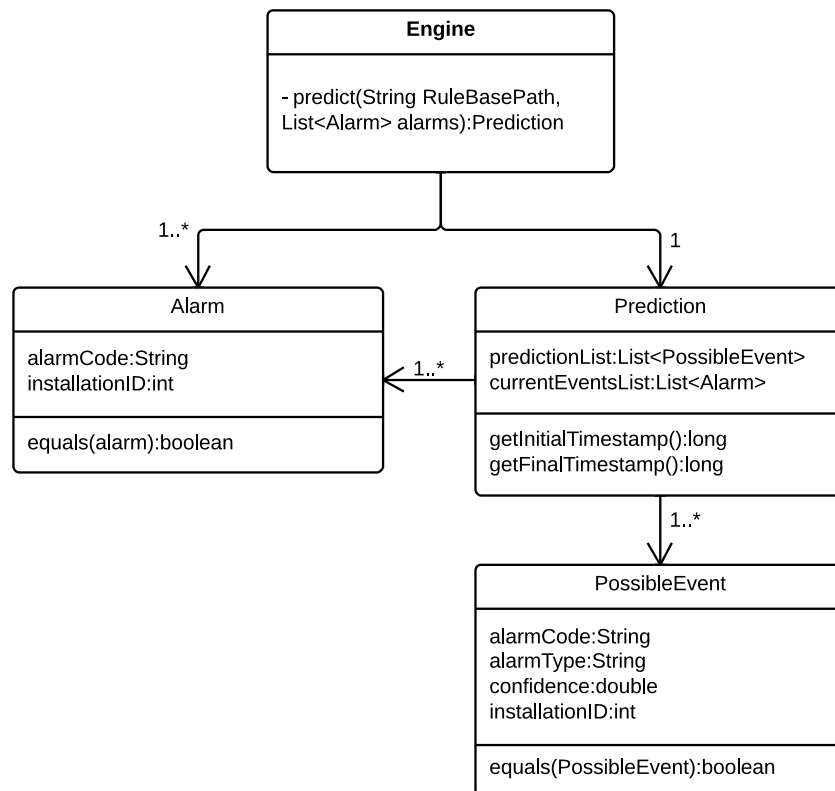 Engine
- predict(String RuleBasePath,
List<Alarm> alarms):Prediction
1..*
1
Alarm
alarmCode:String
installationID:int
equals(alarm):boolean
1..*
Prediction
predictionList:List<PossibleEvent>
currentEventsList:List<Alarm>
getInitialTimestamp():long
getFinalTimestamp():long
1..*
PossibleEvent
alarmCode:String
alarmType:String
confidence:double
installationID:int
equals(PossibleEvent):boolean